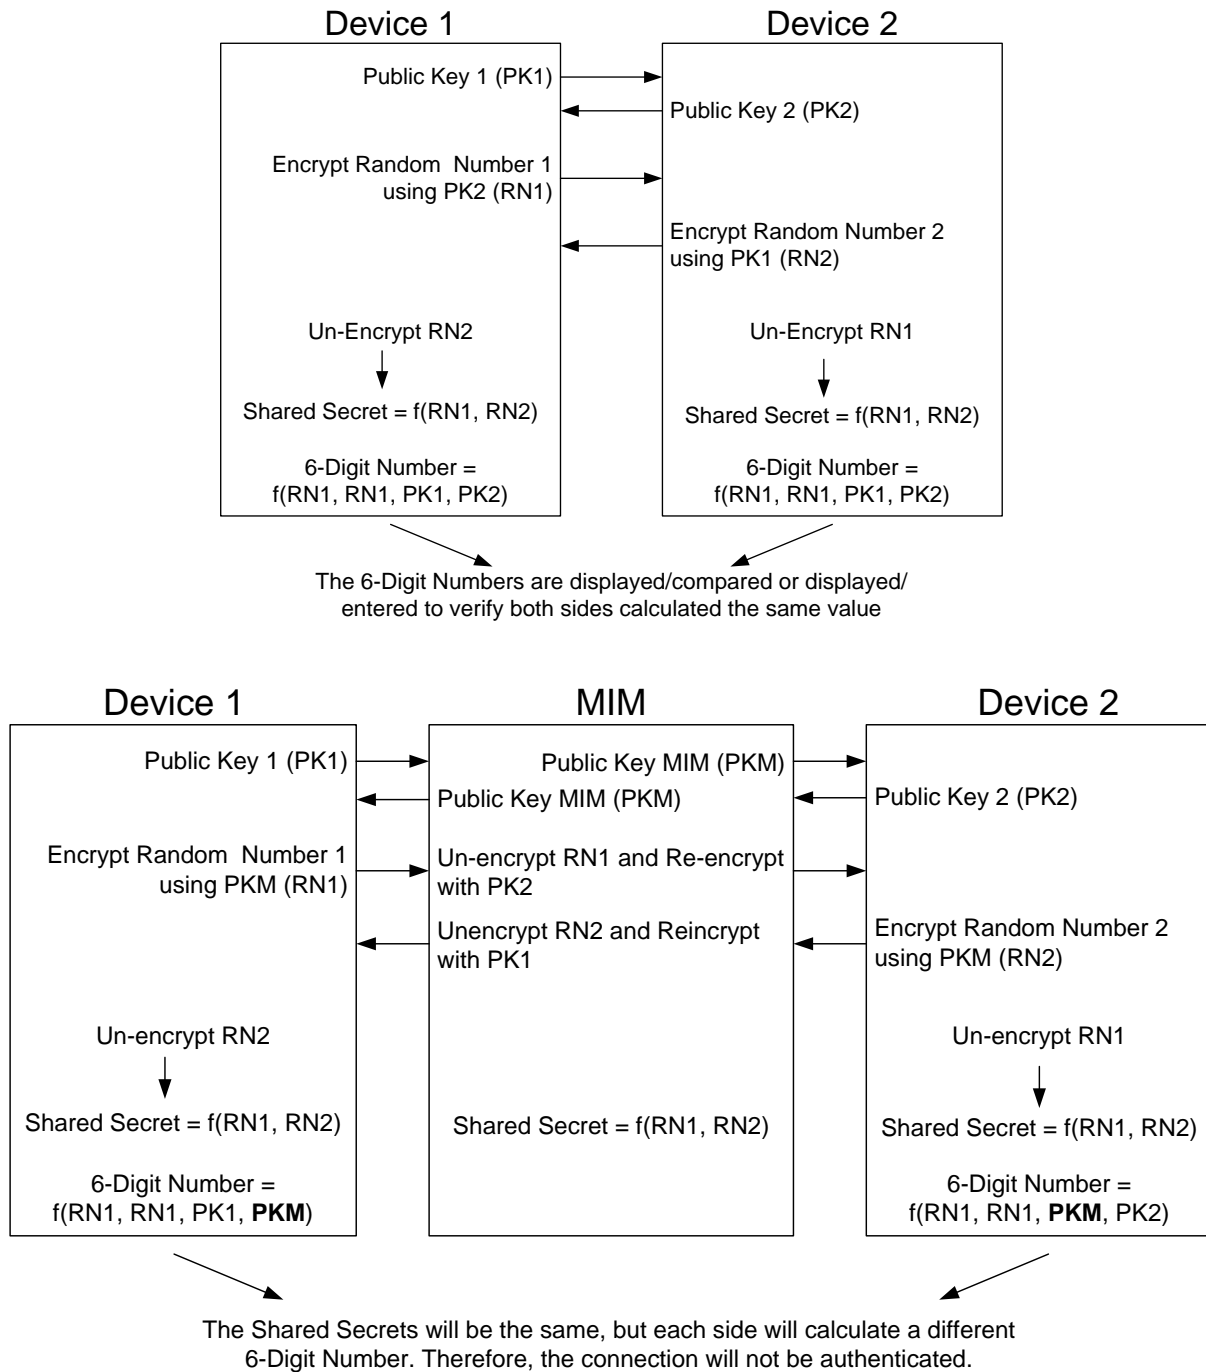 Device 1
Device 2
Public Key 1 (PK1)
Public Key 2 (PK2)
Encrypt Random  Number 1
using PK2 (RN1)
Encrypt Random Number 2
using PK1 (RN2)
Un-Encrypt RN2
Un-Encrypt RN1
Shared Secret = f(RN1, RN2)
Shared Secret = f(RN1, RN2)
6-Digit Number =
f(RN1, RN1, PK1, PK2)
6-Digit Number =
f(RN1, RN1, PK1, PK2)
The 6-Digit Numbers are displayed/compared or displayed/
entered to verify both sides calculated the same value
Device 1
MIM
Device 2
Public Key 1 (PK1)
Public Key MIM (PKM)
Public Key MIM (PKM)
Public Key 2 (PK2)
Encrypt Random  Number 1
using PKM (RN1)
Un-encrypt RN1 and Re-encrypt
with PK2
Unencrypt RN2 and Reincrypt
with PK1
Encrypt Random Number 2
using PKM (RN2)
Un-encrypt RN2
Un-encrypt RN1
Shared Secret = f(RN1, RN2)
Shared Secret = f(RN1, RN2)
Shared Secret = f(RN1, RN2)
6-Digit Number =
f(RN1, RN1, PK1, PKM)
6-Digit Number =
f(RN1, RN1, PKM, PK2)
The Shared Secrets will be the same, but each side will calculate a different
6-Digit Number. Therefore, the connection will not be authenticated.